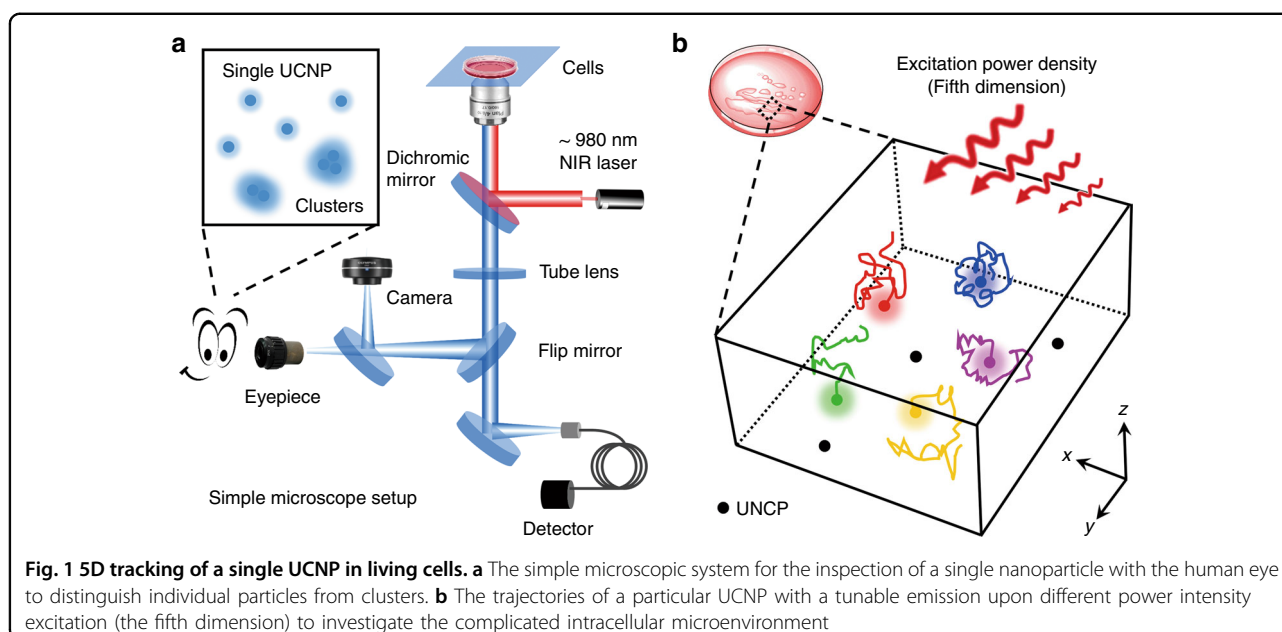 a
Single UCNP
Clusters
Cells
~ 980 nm
NIR laser
Dichromic
mirror
Tube lens
Camera
Flip mirror
Eyepiece
Simple microscope setup
Detector
b
Excitation power density
(Fifth dimension)
z
x
y
UNCP
Fig. 1 5D tracking of a single UCNP in living cells. a The simple microscopic system for the inspection of a single nanoparticle with the human eye
to distinguish individual particles from clusters. b The trajectories of a particular UCNP with a tunable emission upon different power intensity
excitation (the fifth dimension) to investigate the complicated intracellular microenvironment